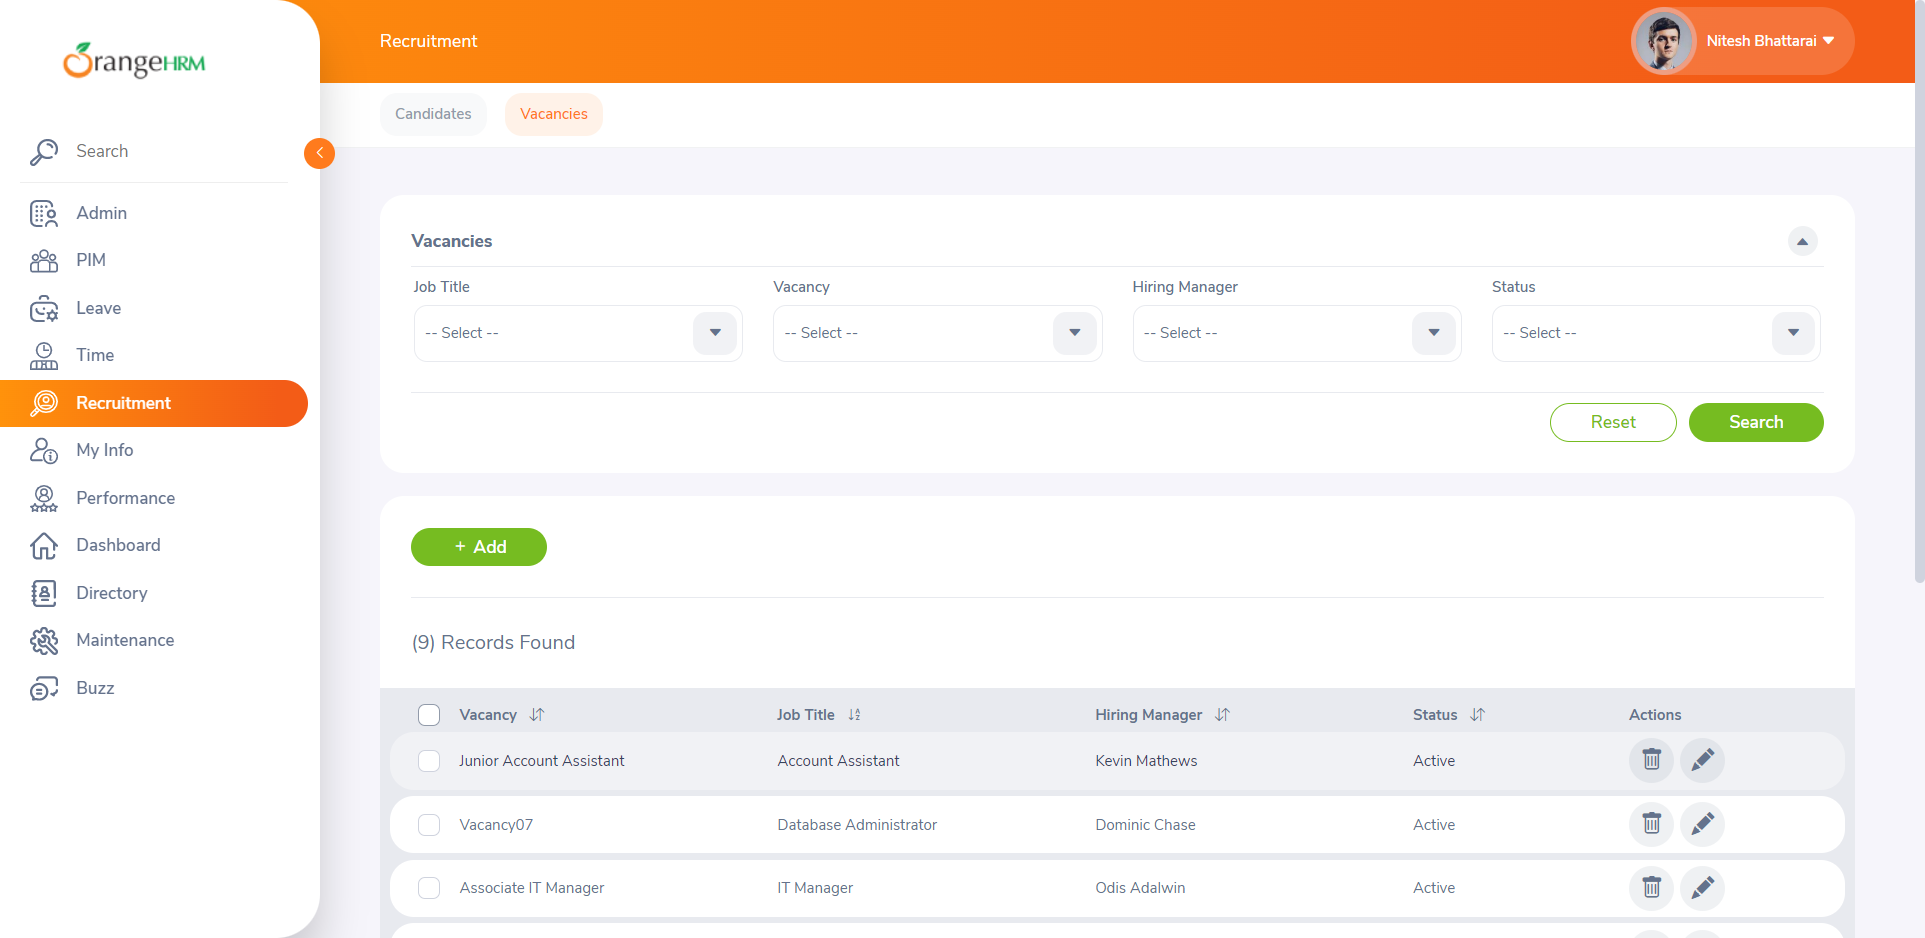 OrangeHRM
Recruitment
Nitesh Bhattarai
Candidates
Vacancies
Search
Admin
PIM
Leave
Time
Recruitment
My Info
Performance
Dashboard
Directory
Maintenance
Buzz
Vacancies
Job Title
Vacancy
Hiring Manager
Status
-- Select --
-- Select --
-- Select --
-- Select --
Reset
Search
+ Add
(9) Records Found
Vacancy
Job Title
Hiring Manager
Status
Actions
Junior Account Assistant
Account Assistant
Kevin Mathews
Active
Vacancy07
Database Administrator
Dominic Chase
Active
Associate IT Manager
IT Manager
Odis Adalwin
Active